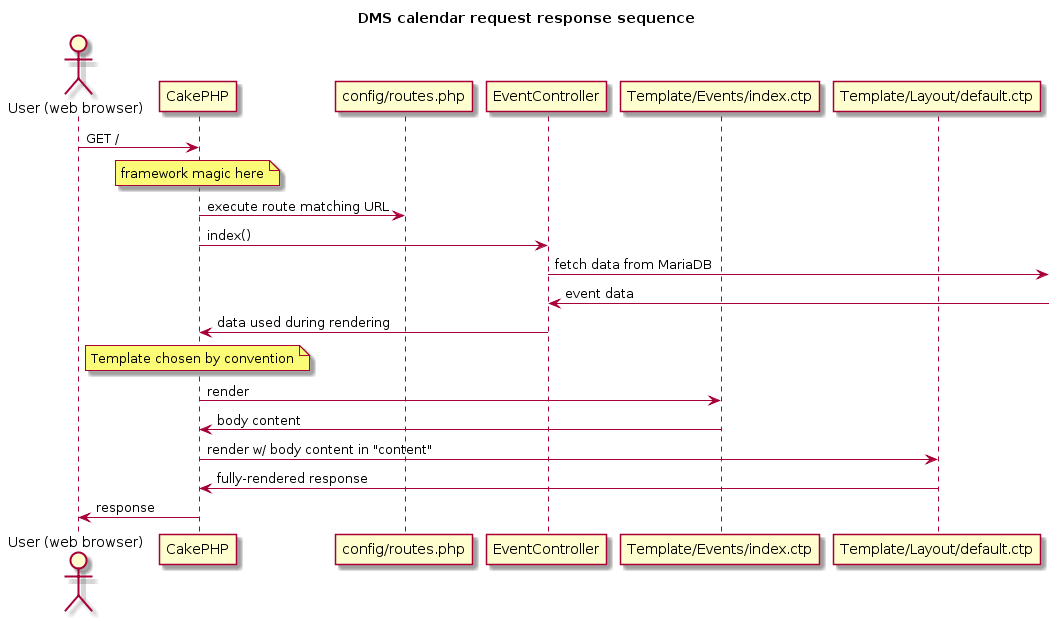 DMS calendar request response sequence
User (web browser)
CakePHP
config/routes.php
EventController
Template/Events/index.ctp
Template/Layout/default.ctp
GET /
framework magic here
execute route matching URL
index()
fetch data from MariaDB
event data
data used during rendering
Template chosen by convention
render
body content
render w/ body content in "content"
fully-rendered response
response
User (web browser)
CakePHP
config/routes.php
EventController
Template/Events/index.ctp
Template/Layout/default.ctp